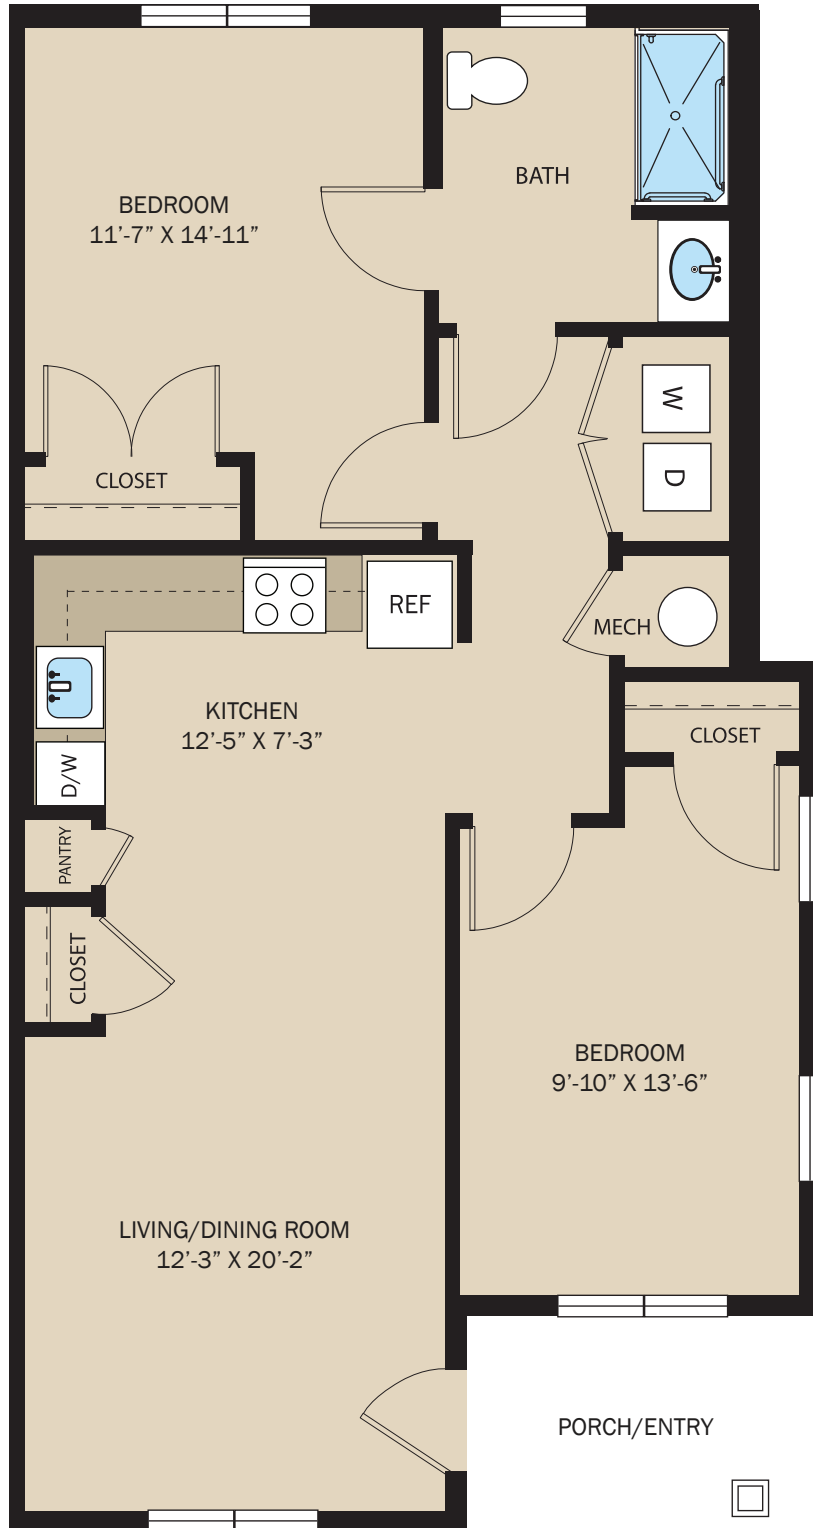 BATH
BEDROOM
11'-7” X 14'-11”
W
D
CLOSET
REF
MECH
KITCHEN
12'-5” X 7'-3”
CLOSET
D/W
PANTRY
CLOSET
BEDROOM
9'-10” X 13'-6”
LIVING/DINING ROOM
12'-3” X 20'-2”
PORCH/ENTRY